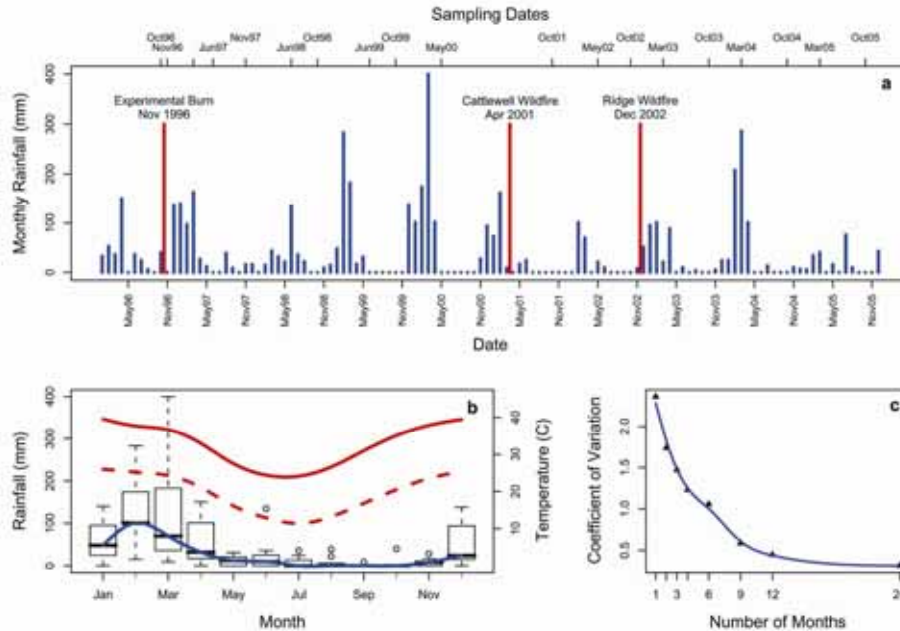 Sampling Dates
Oct96 Nov97 Oct98 Oct99 Oct01 Oct02 Oct03 Oct04 Oct05
Nov96 Jun97 Jun98 Jun99 May00 May02 Mar03 Mar04 Mar05
a
Monthly Rainfall (mm)
400
300
200
100
0
Experimental Burn
Nov 1996
Cattlewell Wildfire
Apr 2001
Ridge Wildfire
Dec 2002
May96 Nov96 May97 Nov97 May98 Nov98 May99 Nov99 May00 Nov00 May01 Nov01 May02 Nov02 May03 Nov03 May04 Nov04 May05 Nov05
Date
b
Rainfall (mm)
400
300
200
100
0
Temperature (C)
40
30
20
10
Jan Mar May Jul Sep Nov
Month
c
Coefficient of Variation
2.0
1.5
1.0
0.5
1 3 6 9 12
Number of Months